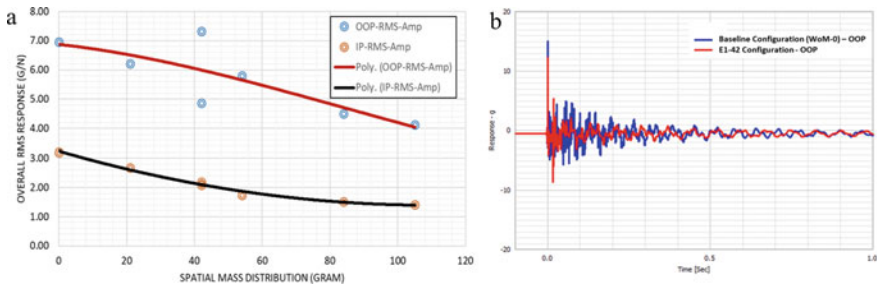 a
8.00
7.00
6.00
5.00
4.00
3.00
2.00
1.00
0.00
OVERALL RMS RESPONSE (G/N)
OOP-RMS-Amp
IP-RMS-Amp
Poly. (OOP-RMS-Amp)
Poly. (IP-RMS-Amp)
0 20 40 60 80 100 120
SPATIAL MASS DISTRIBUTION (GRAM)
b
20
10
0
-10
-20
Response - g
Baseline Configuration (WoM-0) – OOP
E1-42 Configuration - OOP
0.0 0.5 1.0
Time [Sec]